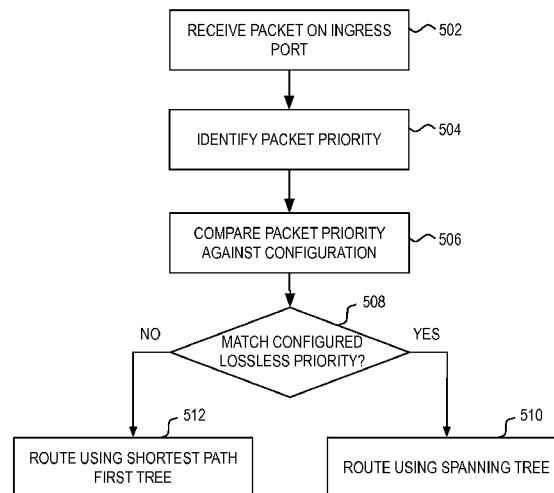 RECEIVE PACKET ON INGRESS
PORT
502
IDENTIFY PACKET PRIORITY
504
COMPARE PACKET PRIORITY
AGAINST CONFIGURATION
506
508
NO
MATCH CONFIGURED
LOSSLESS PRIORITY?
YES
512
ROUTE USING SHORTEST PATH
FIRST TREE
510
ROUTE USING SPANNING TREE